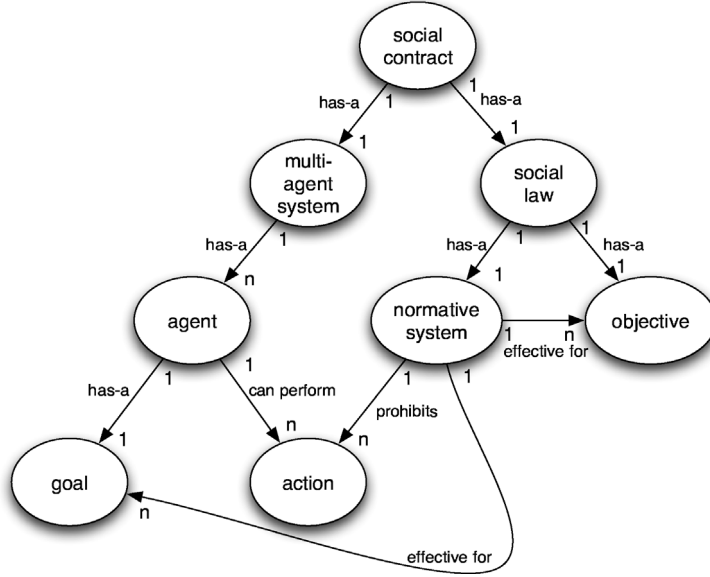 social
contract
has-a 1 1 has-a
1 1
multi-
agent
system
social
law
has-a 1
n
has-a 1 1 has-a
1 1
agent
normative
system
1 effective for n
objective
has-a 1 1 can perform
1 n
1 prohibits 1
n
goal
action
n
effective for